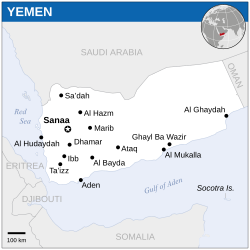 YEMEN
SAUDI ARABIA
OMAN
Sa'dah
Al Hazm
Al Ghaydah
Red
Sea
Sanaa
Marib
Al Hudaydah
Dhamar
Ghayl Ba Wazir
Ataq
Al Mukalla
ERITREA
Ibb
Al Bayda
Ta'izz
Aden
Gulf of Aden
Socotra Is.
DJIBOUTI
SOMALIA
100 km